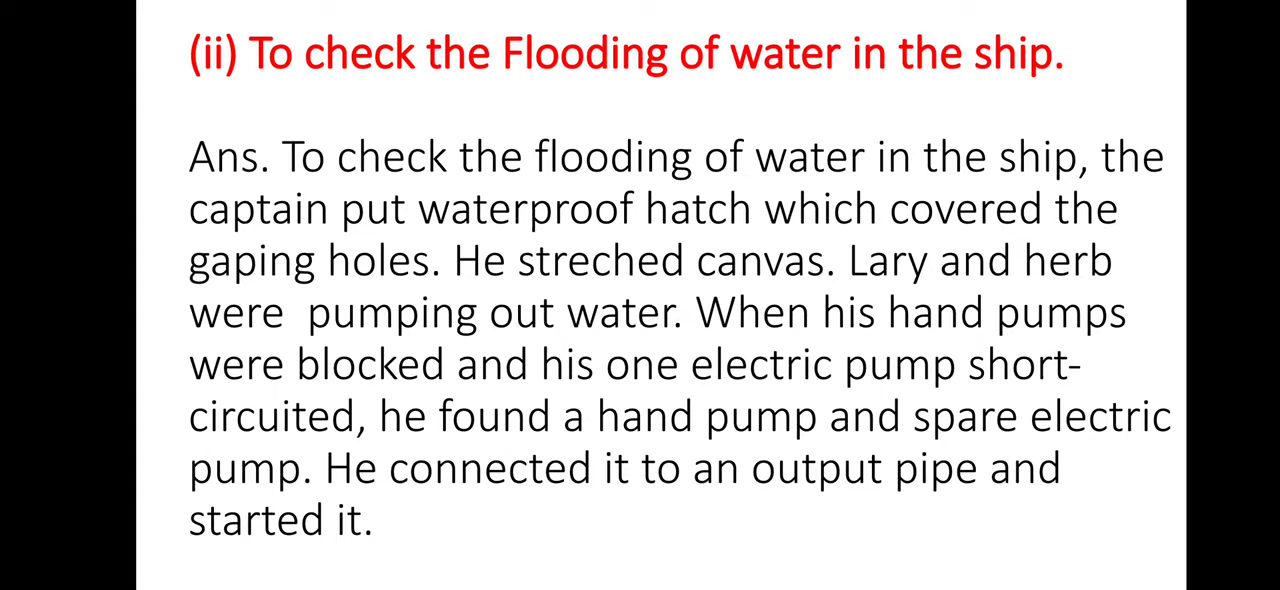 (ii) To check the Flooding of water in the ship.
Ans. To check the flooding of water in the ship, the
captain put waterproof hatch which covered the
gaping holes. He streched canvas. Lary and herb
were  pumping out water. When his hand pumps
were blocked and his one electric pump short-
circuited, he found a hand pump and spare electric
pump. He connected it to an output pipe and
started it.